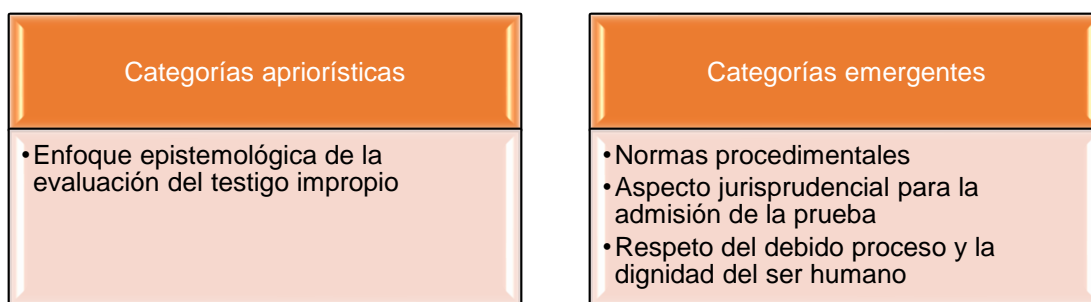 Categorías apriorísticas
•Enfoque epistemológica de la
evaluación del testigo impropio
Categorías emergentes
•Normas procedimentales
•Aspecto jurisprudencial para la
admisión de la prueba
•Respeto del debido proceso y la
dignidad del ser humano